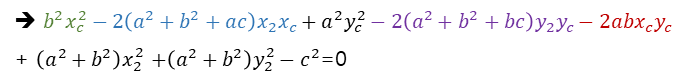 ➔ b²x_c² − 2(a² + b² + ac)x₂x_c + a²y_c² − 2(a² + b² + bc)y₂y_c − 2abx_cy_c
+ (a² + b²)x₂² +(a² + b²)y₂² − c²=0